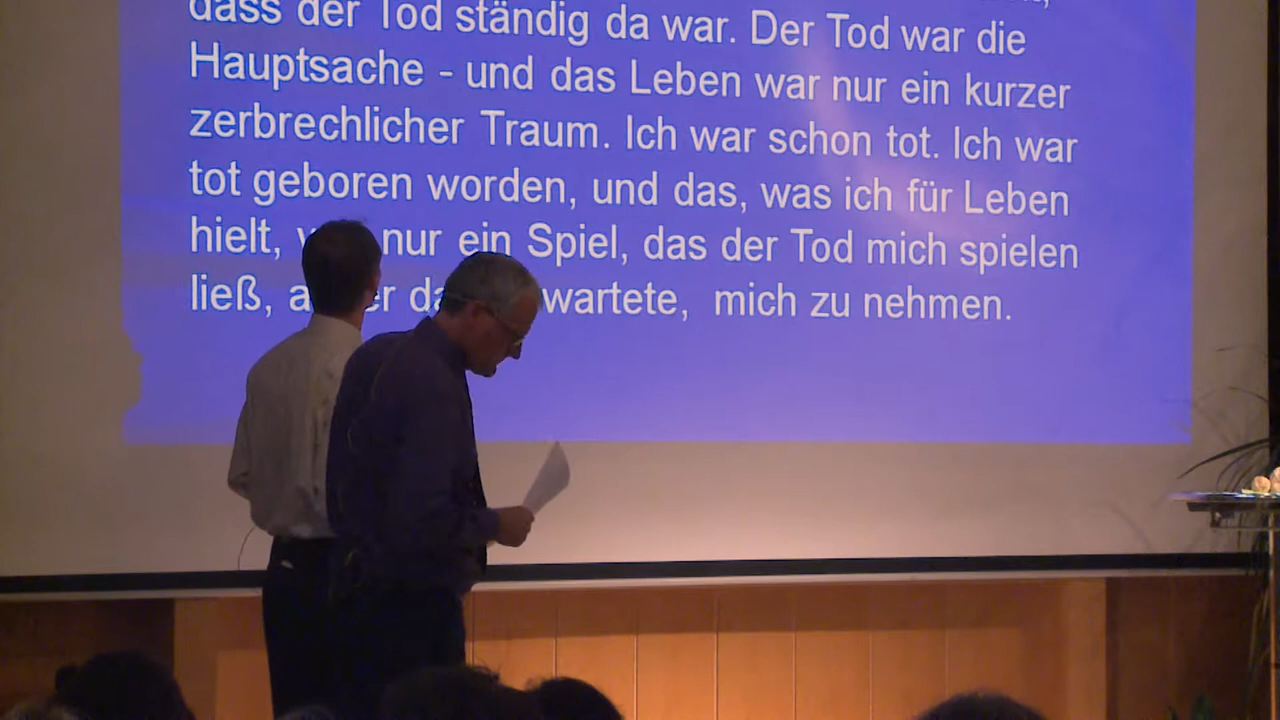 dass der Tod ständig da war. Der Tod war die
Hauptsache - und das Leben war nur ein kurzer
zerbrechlicher Traum. Ich war schon tot. Ich war
tot geboren worden, und das, was ich für Leben
hielt, nur ein Spiel, das der Tod mich spielen
ließ, wartete, mich zu nehmen.